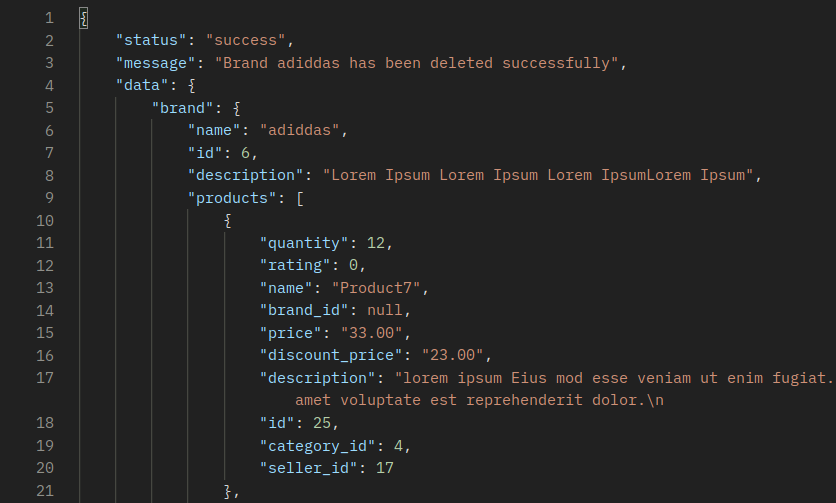 1 {
2 "status": "success",
3 "message": "Brand adiddas has been deleted successfully",
4 "data": {
5 "brand": {
6 "name": "adiddas",
7 "id": 6,
8 "description": "Lorem Ipsum Lorem Ipsum Lorem IpsumLorem Ipsum",
9 "products": [
10 {
11 "quantity": 12,
12 "rating": 0,
13 "name": "Product7",
14 "brand_id": null,
15 "price": "33.00",
16 "discount_price": "23.00",
17 "description": "lorem ipsum Eius mod esse veniam ut enim fugiat.
amet voluptate est reprehenderit dolor.\n
18 "id": 25,
19 "category_id": 4,
20 "seller_id": 17
21 },